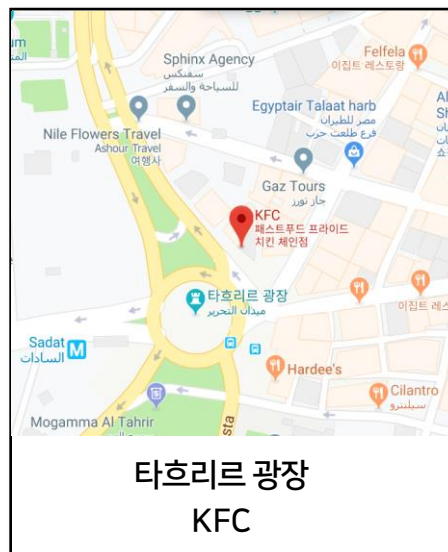 um
Sphinx Agency
سفنكس
للسياحة والسفر
Felfela
이집트 레스토랑
Egyptair Talaat harb
مصر للطيران
فرع طلعت حرب
Nile Flowers Travel
Ashour Travel
여행사
Gaz Tours
جاز تورز
KFC
패스트푸드 프라이드
치킨 체인점
타흐리르 광장
ميدان التحرير
이집트 레스
Sadat
السادات
M
Hardee's
Cilantro
سيلنترو
Mogamma Al Tahrir
타흐리르 광장
KFC